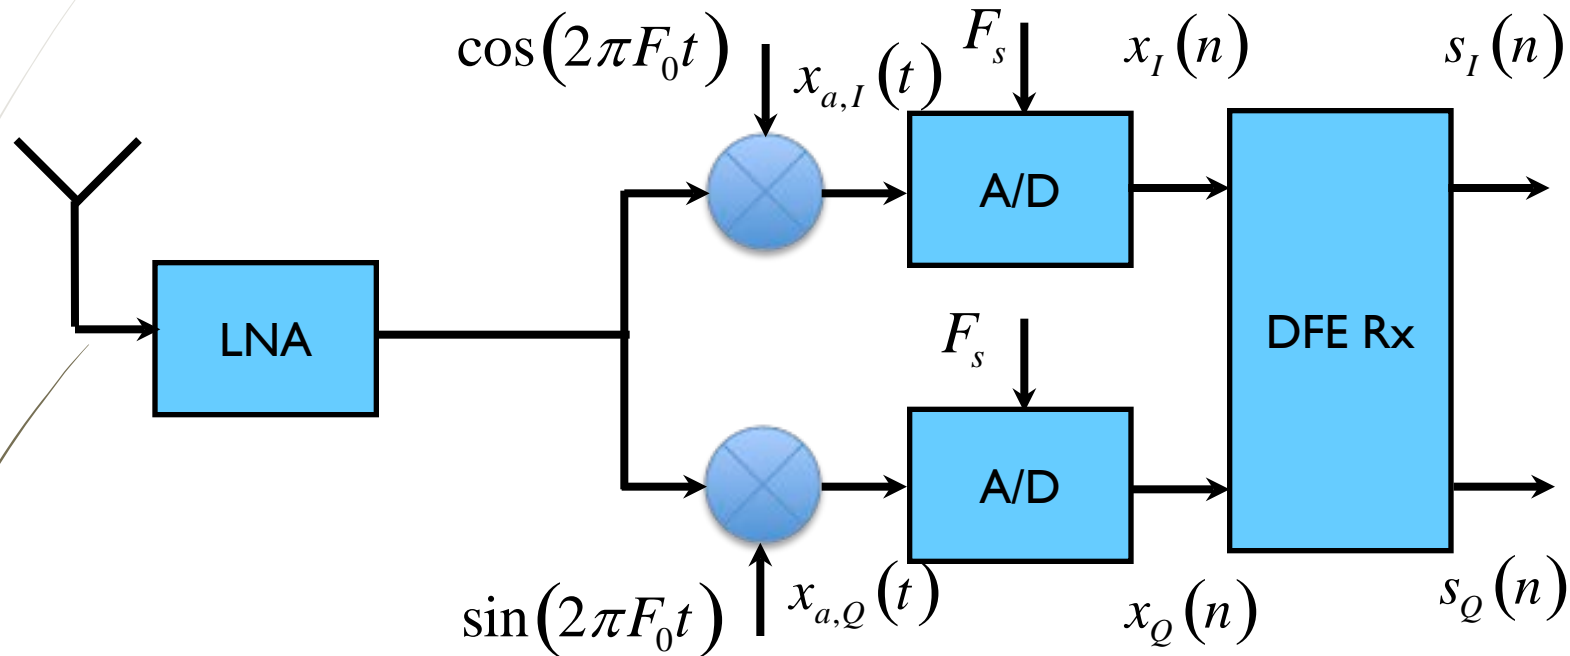 cos(2πF₀t)
x_{a,I}(t)
F_s
x_I(n)
s_I(n)
A/D
LNA
DFE Rx
F_s
A/D
sin(2πF₀t)
x_{a,Q}(t)
x_Q(n)
s_Q(n)